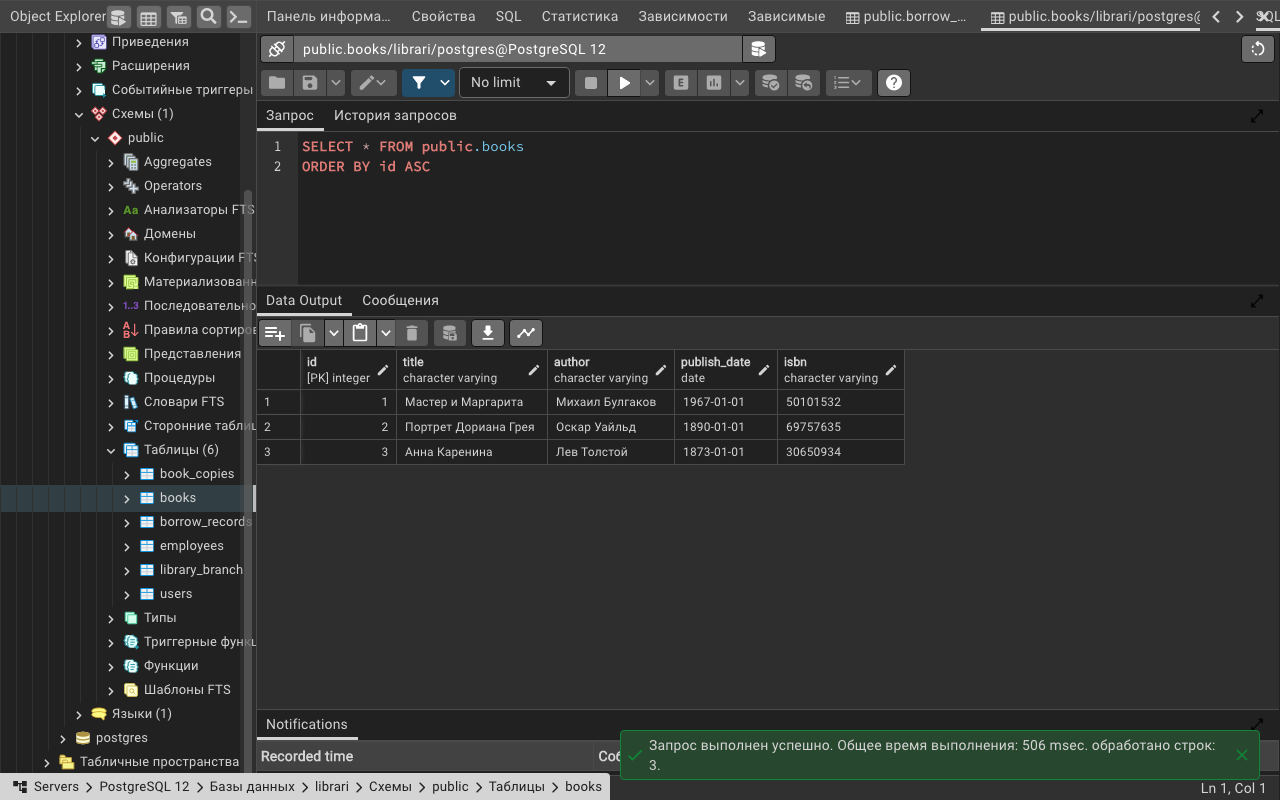 Object Explorer
Приведения
Расширения
Событийные триггеры
Схемы (1)
public
Aggregates
Operators
Aa Анализаторы FTS
Домены
Конфигурации FTS
Материализован
1..3 Последовательно
Правила сортиров
Представления
Процедуры
Словари FTS
Сторонние таблиц
Таблицы (6)
book_copies
books
borrow_records
employees
library_branch
users
Типы
Триггерные функц
Функции
Шаблоны FTS
Языки (1)
postgres
Табличные пространства
Панель информа... Свойства SQL Статистика Зависимости Зависимые public.borrow_... public.books/librari/postgres@ SQL
public.books/librari/postgres@PostgreSQL 12
No limit E
Запрос История запросов
1 SELECT * FROM public.books
2 ORDER BY id ASC
Data Output Сообщения
id title author publish_date isbn
[PK] integer character varying character varying date character varying
1 1 Мастер и Маргарита Михаил Булгаков 1967-01-01 50101532
2 2 Портрет Дориана Грея Оскар Уайльд 1890-01-01 69757635
3 3 Анна Каренина Лев Толстой 1873-01-01 30650934
Notifications
Recorded time Соб
Запрос выполнен успешно. Общее время выполнения: 506 msec. обработано строк:
3.
Servers > PostgreSQL 12 > Базы данных > librari > Схемы > public > Таблицы > books
Ln 1, Col 1